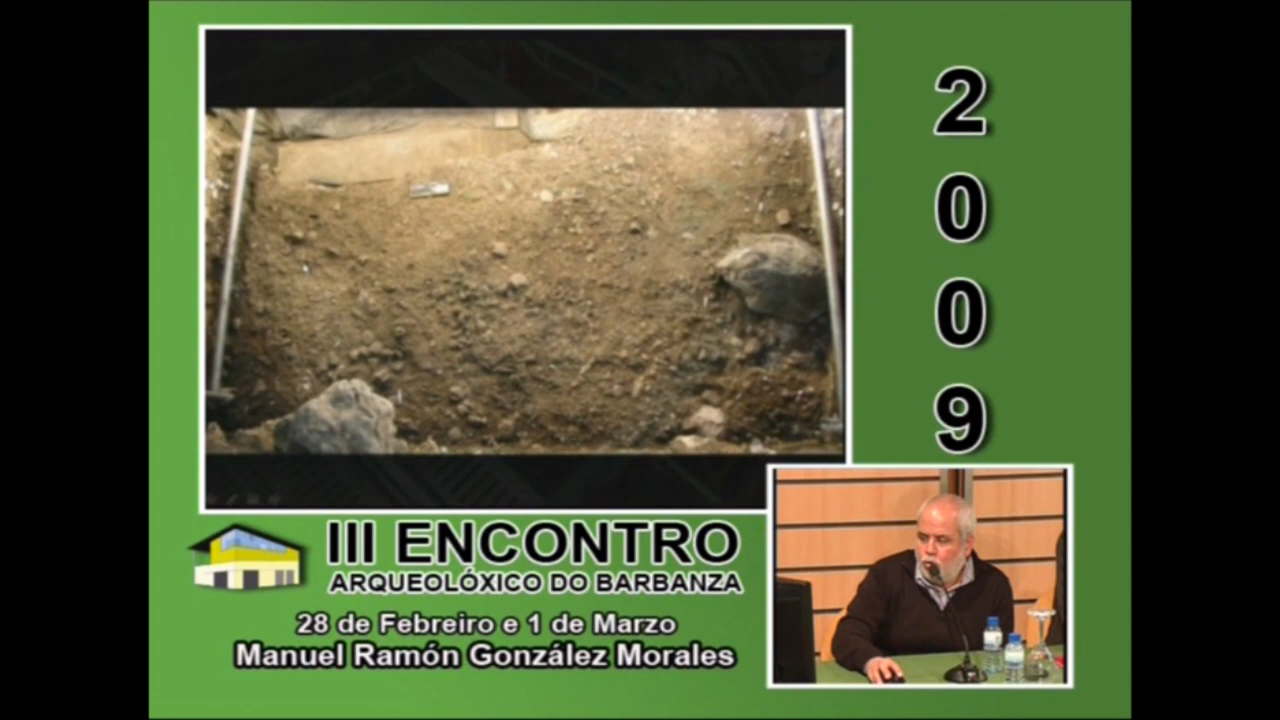 2
0
0
9
III ENCONTRO
ARQUEOLÓXICO DO BARBANZA
28 de Febreiro e 1 de Marzo
Manuel Ramón González Morales